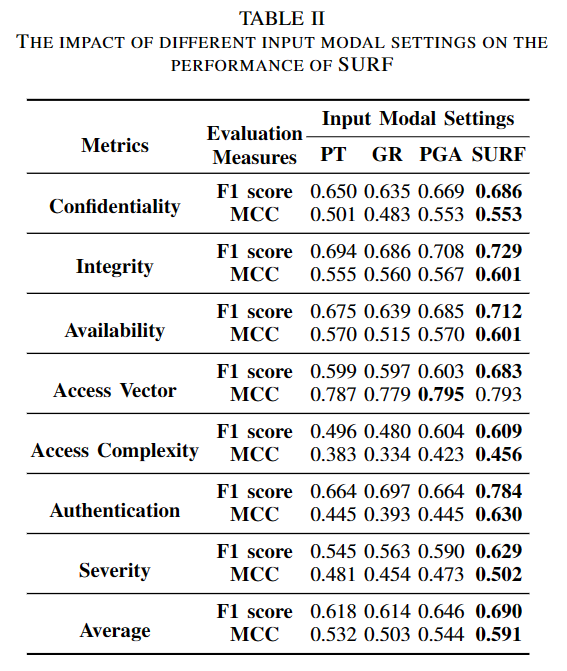 TABLE II
THE IMPACT OF DIFFERENT INPUT MODAL SETTINGS ON THE
PERFORMANCE OF SURF
Metrics Evaluation Measures Input Modal Settings
PT GR PGA SURF
Confidentiality
F1 score 0.650 0.635 0.669 0.686
MCC 0.501 0.483 0.553 0.553
Integrity
F1 score 0.694 0.686 0.708 0.729
MCC 0.555 0.560 0.567 0.601
Availability
F1 score 0.675 0.639 0.685 0.712
MCC 0.570 0.515 0.570 0.601
Access Vector
F1 score 0.599 0.597 0.603 0.683
MCC 0.787 0.779 0.795 0.793
Access Complexity
F1 score 0.496 0.480 0.604 0.609
MCC 0.383 0.334 0.423 0.456
Authentication
F1 score 0.664 0.697 0.664 0.784
MCC 0.445 0.393 0.445 0.630
Severity
F1 score 0.545 0.563 0.590 0.629
MCC 0.481 0.454 0.473 0.502
Average
F1 score 0.618 0.614 0.646 0.690
MCC 0.532 0.503 0.544 0.591